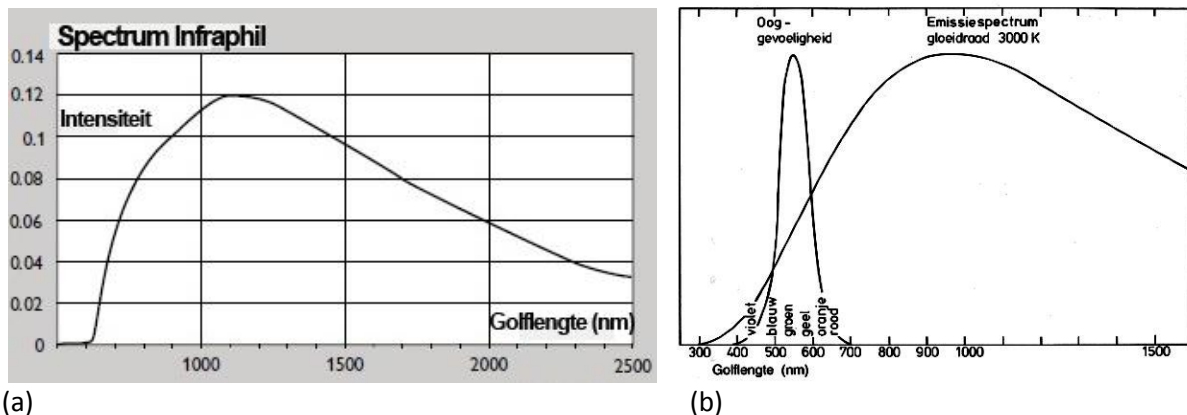 Spectrum Infraphil
0.14
0.12
Intensiteit
0.1
0.08
0.06
0.04
0.02
Golflengte (nm)
0
1000
1500
2000
2500
(a)
Oog-
gevoeligheid
Emissiespectrum
gloeidraad 3000 K
violet
blauw
groen
geel
oranje
rood
300
400
500
600
700
800
900
1000
1500
Golflengte (nm)
(b)